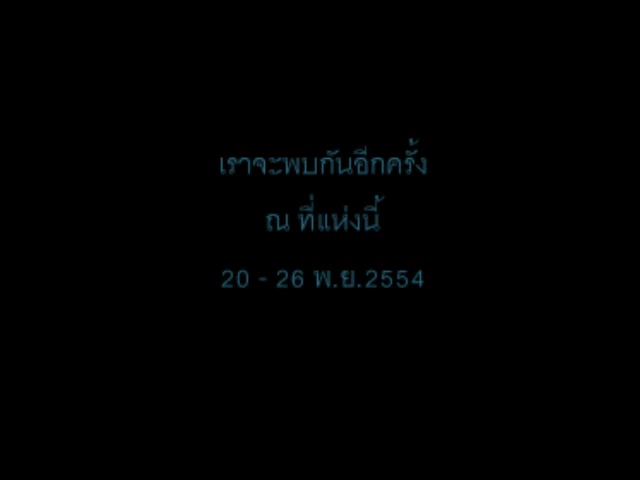 เราจะพบกันอีกครั้ง
ณ ที่แห่งนี้
20 - 26 พ.ย.2554